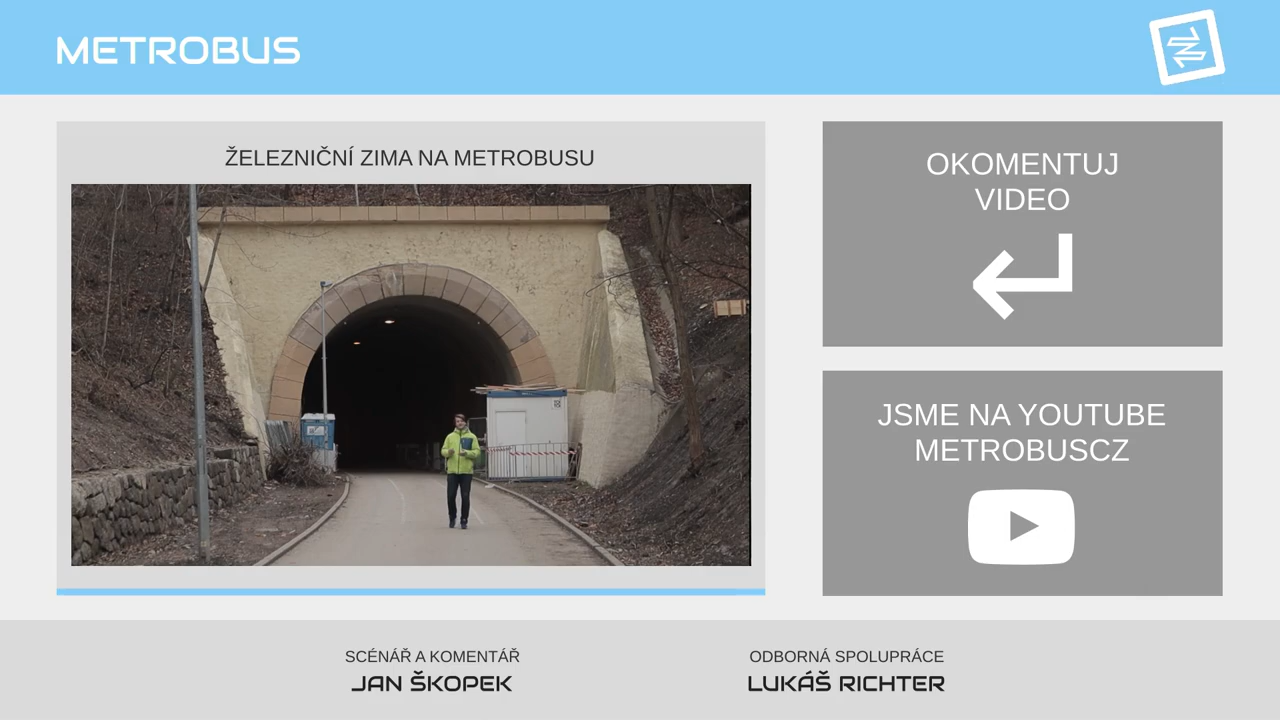 METROBUS
ŽELEZNIČNÍ ZIMA NA METROBUSU
OKOMENTUJ
VIDEO
JSME NA YOUTUBE
METROBUSCZ
SCÉNÁŘ A KOMENTÁŘ
JAN ŠKOPEK
ODBORNÁ SPOLUPRÁCE
LUKÁŠ RICHTER